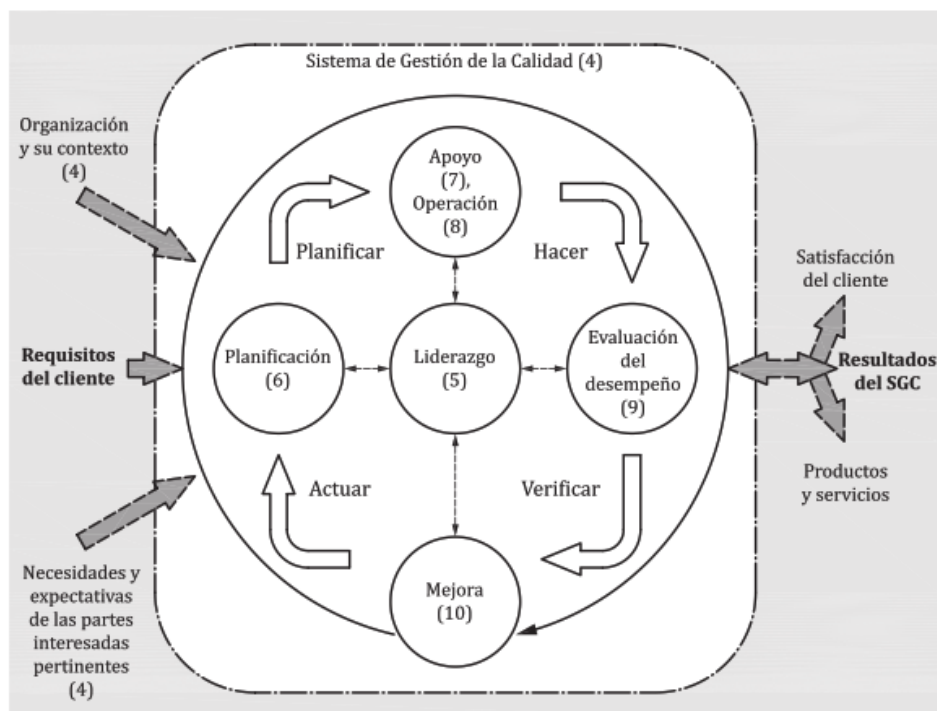 Sistema de Gestión de la Calidad (4)
Organización
y su contexto
(4)
Apoyo
(7),
Operación
(8)
Planificar
Hacer
Satisfacción
del cliente
Requisitos
del cliente
Planificación
(6)
Liderazgo
(5)
Evaluación
del
desempeño
(9)
Resultados
del SGC
Actuar
Verificar
Productos
y servicios
Necesidades y
expectativas
de las partes
interesadas
pertinentes
(4)
Mejora
(10)